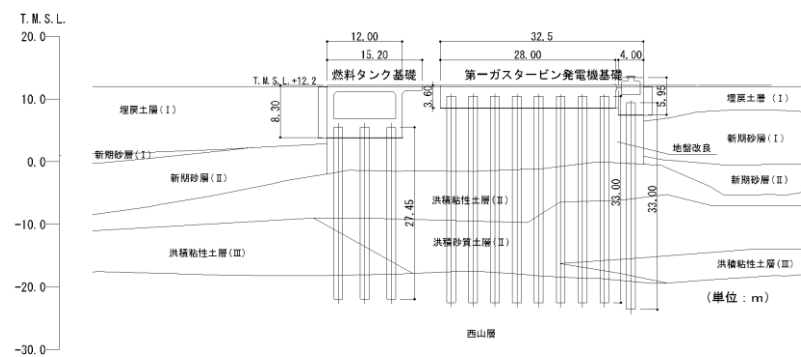 T.M.S.L.
20.0
10.0
0.0
-10.0
-20.0
-30.0
12.00
15.20
燃料タンク基礎
32.5
28.00
4.00
第一ガスタービン発電機基礎
T.M.S.L.+12.2
8.30
3.60
5.95
埋戻土層(Ⅰ)
埋戻土層(Ⅰ)
新期砂層(Ⅰ)
新期砂層(Ⅰ)
地盤改良
新期砂層(Ⅱ)
新期砂層(Ⅱ)
27.45
33.00
33.00
洪積粘性土層(Ⅱ)
洪積砂質土層(Ⅱ)
洪積粘性土層(Ⅲ)
洪積粘性土層(Ⅲ)
(単位:m)
西山層